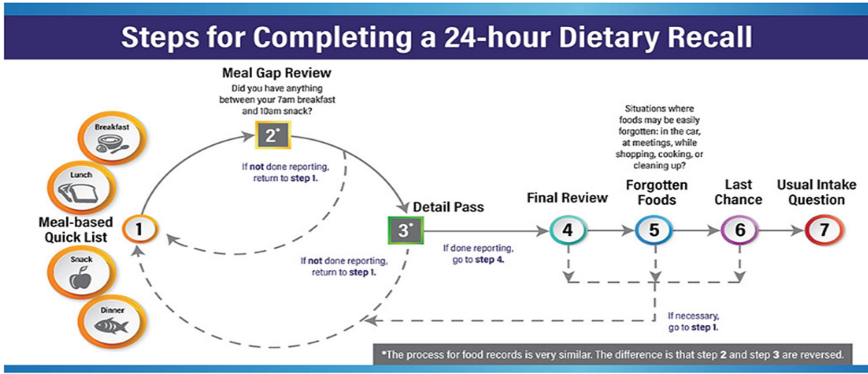 Steps for Completing a 24-hour Dietary Recall
Meal Gap Review
Did you have anything
between your 7am breakfast
and 10am snack?
2*
If not done reporting,
return to step 1.
Breakfast
Lunch
Meal-based
Quick List
1
Snack
Dinner
Detail Pass
3*
If not done reporting,
return to step 1.
If done reporting,
go to step 4.
Final Review
4
Situations where
foods may be easily
forgotten: in the car,
at meetings, while
shopping, cooking, or
cleaning up?
Forgotten
Foods
5
Last
Chance
6
Usual Intake
Question
7
If necessary,
go to step 1.
*The process for food records is very similar. The difference is that step 2 and step 3 are reversed.